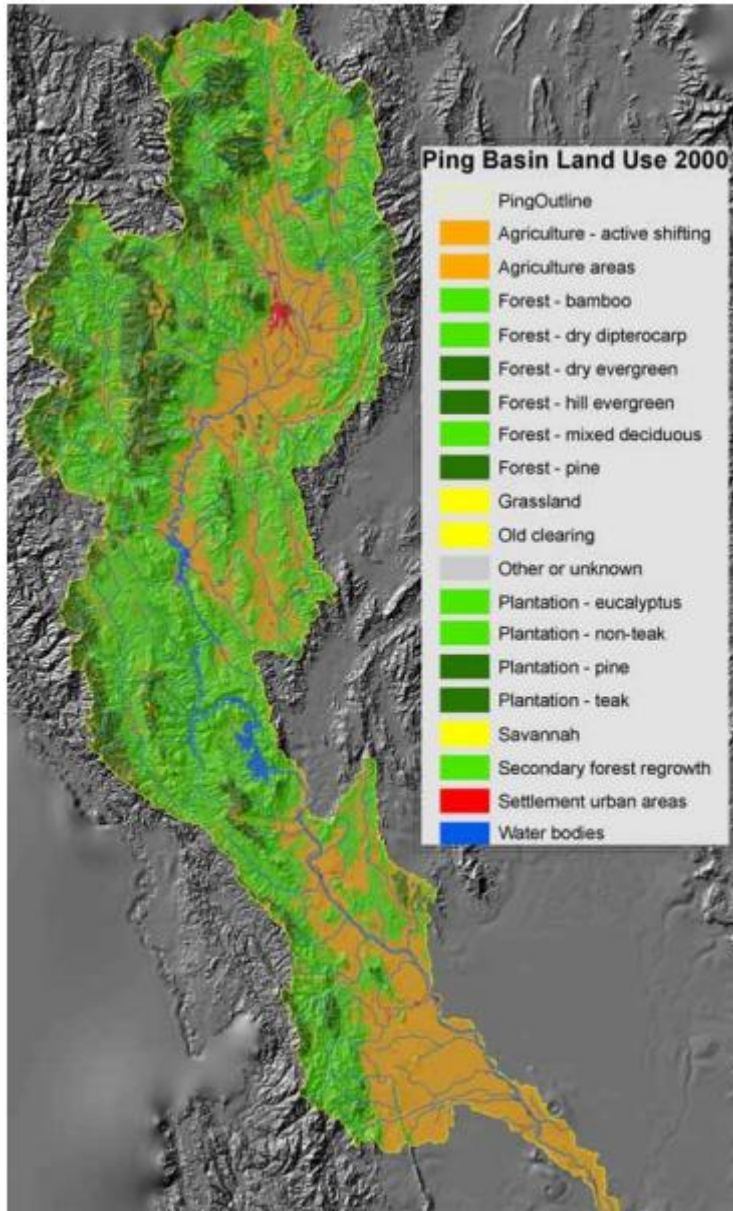 Ping Basin Land Use 2000
PingOutline
Agriculture - active shifting
Agriculture areas
Forest - bamboo
Forest - dry dipterocarp
Forest - dry evergreen
Forest - hill evergreen
Forest - mixed deciduous
Forest - pine
Grassland
Old clearing
Other or unknown
Plantation - eucalyptus
Plantation - non-teak
Plantation - pine
Plantation - teak
Savannah
Secondary forest regrowth
Settlement urban areas
Water bodies